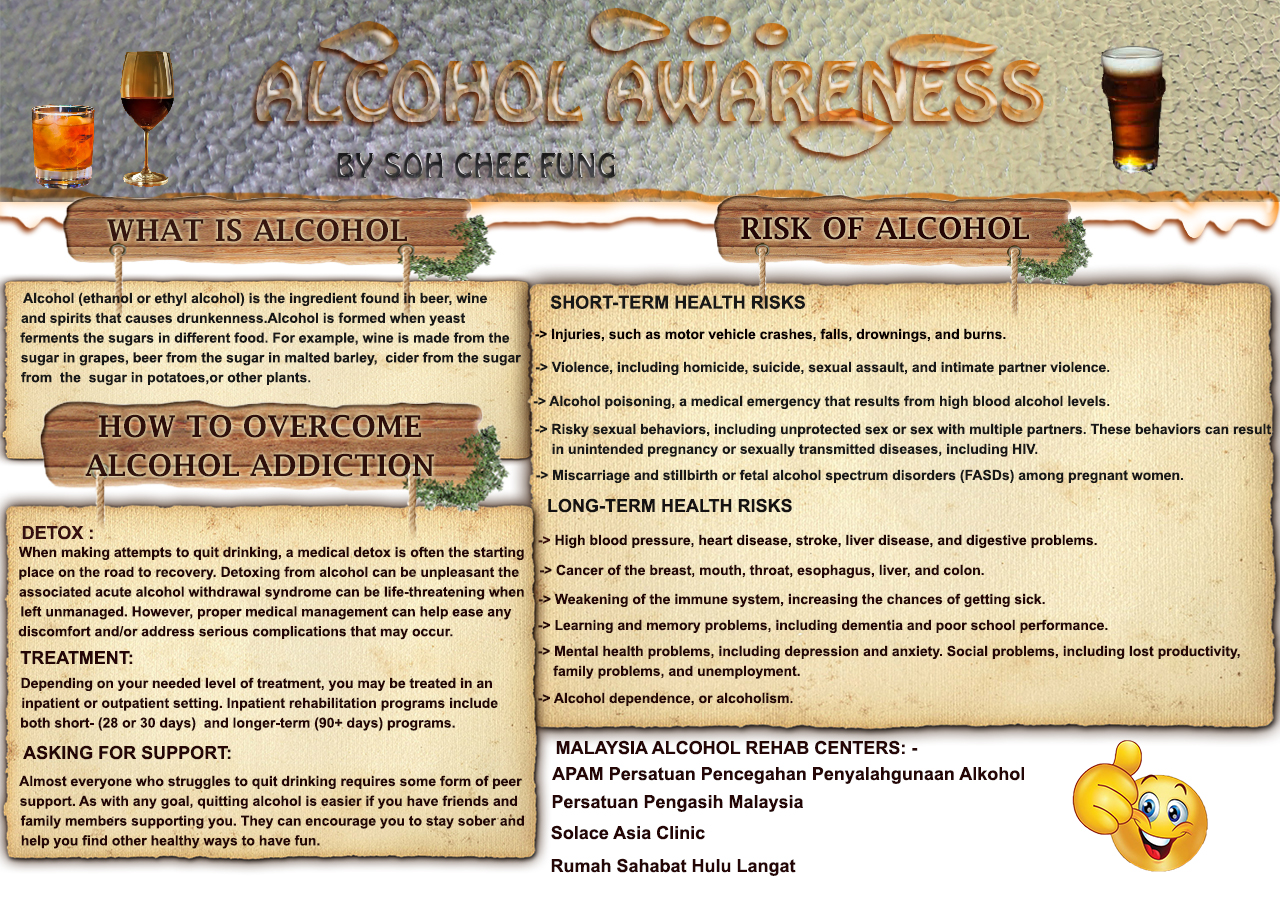 ALCOHOL AWARENESS
BY SOH CHEE FUNG
WHAT IS ALCOHOL
Alcohol (ethanol or ethyl alcohol) is the ingredient found in beer, wine
and spirits that causes drunkenness.Alcohol is formed when yeast
ferments the sugars in different food. For example, wine is made from the
sugar in grapes, beer from the sugar in malted barley, cider from the sugar
from the sugar in potatoes,or other plants.
HOW TO OVERCOME
ALCOHOL ADDICTION
DETOX :
When making attempts to quit drinking, a medical detox is often the starting
place on the road to recovery. Detoxing from alcohol can be unpleasant the
associated acute alcohol withdrawal syndrome can be life-threatening when
left unmanaged. However, proper medical management can help ease any
discomfort and/or address serious complications that may occur.
TREATMENT:
Depending on your needed level of treatment, you may be treated in an
inpatient or outpatient setting. Inpatient rehabilitation programs include
both short- (28 or 30 days) and longer-term (90+ days) programs.
ASKING FOR SUPPORT:
Almost everyone who struggles to quit drinking requires some form of peer
support. As with any goal, quitting alcohol is easier if you have friends and
family members supporting you. They can encourage you to stay sober and
help you find other healthy ways to have fun.
RISK OF ALCOHOL
SHORT-TERM HEALTH RISKS
-> Injuries, such as motor vehicle crashes, falls, drownings, and burns.
-> Violence, including homicide, suicide, sexual assault, and intimate partner violence.
-> Alcohol poisoning, a medical emergency that results from high blood alcohol levels.
-> Risky sexual behaviors, including unprotected sex or sex with multiple partners. These behaviors can result
in unintended pregnancy or sexually transmitted diseases, including HIV.
-> Miscarriage and stillbirth or fetal alcohol spectrum disorders (FASDs) among pregnant women.
LONG-TERM HEALTH RISKS
-> High blood pressure, heart disease, stroke, liver disease, and digestive problems.
-> Cancer of the breast, mouth, throat, esophagus, liver, and colon.
-> Weakening of the immune system, increasing the chances of getting sick.
-> Learning and memory problems, including dementia and poor school performance.
-> Mental health problems, including depression and anxiety. Social problems, including lost productivity,
family problems, and unemployment.
-> Alcohol dependence, or alcoholism.
MALAYSIA ALCOHOL REHAB CENTERS: -
APAM Persatuan Pencegahan Penyalahgunaan Alkohol
Persatuan Pengasih Malaysia
Solace Asia Clinic
Rumah Sahabat Hulu Langat